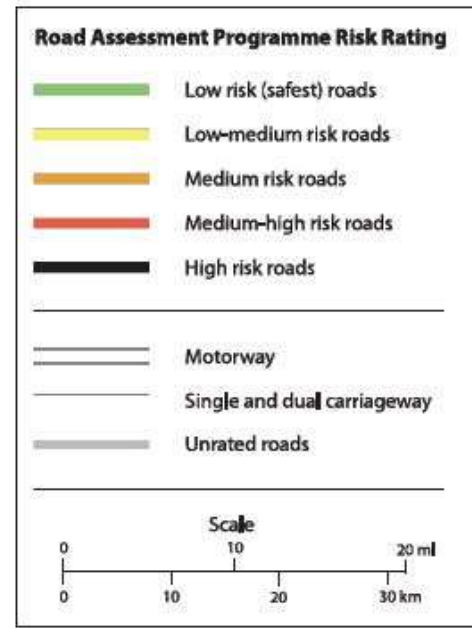 Road Assessment Programme Risk Rating
Low risk (safest) roads
Low-medium risk roads
Medium risk roads
Medium-high risk roads
High risk roads
Motorway
Single and dual carriageway
Unrated roads
Scale
0 10 20 ml
0 10 20 30 km